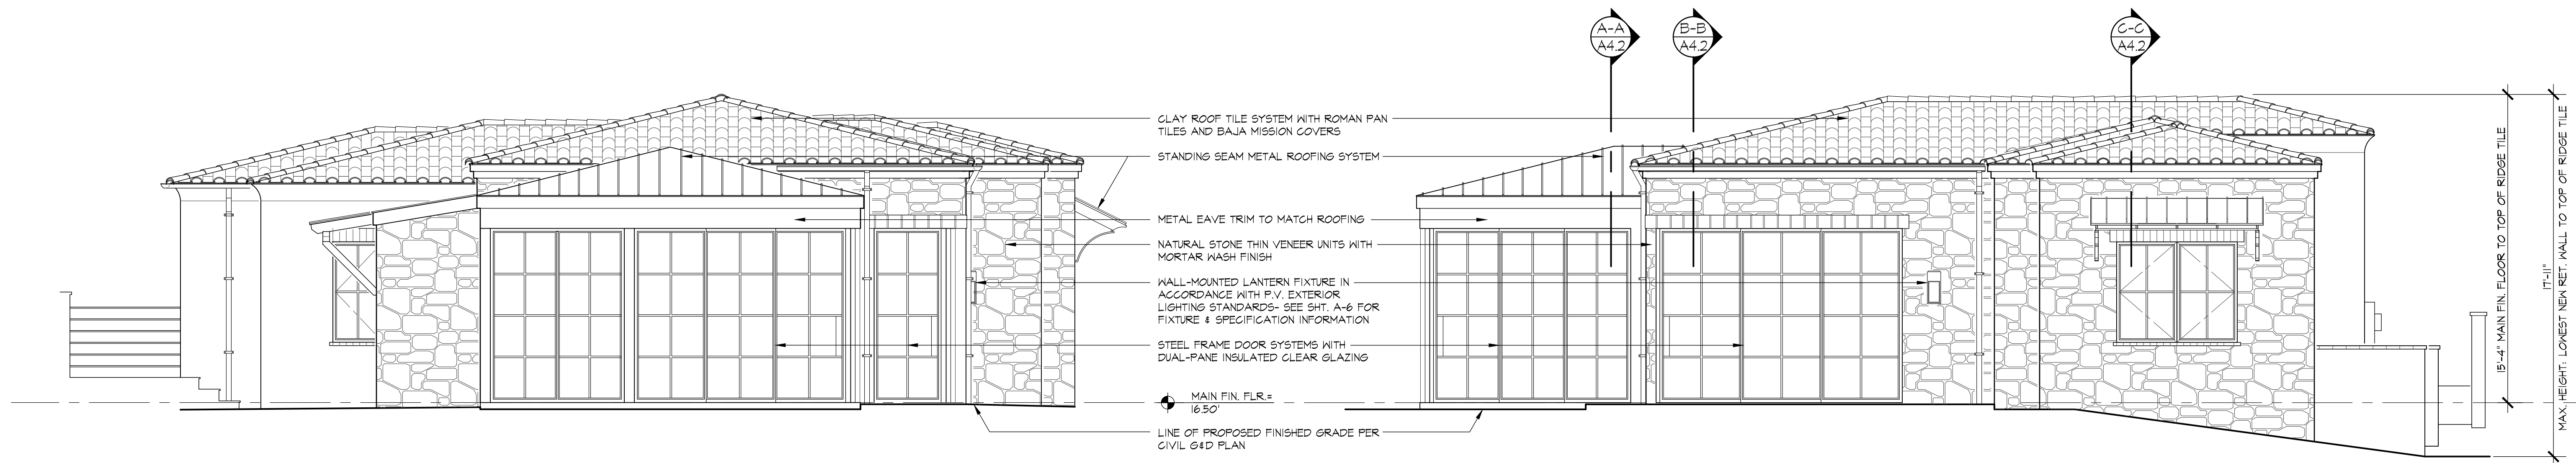 A-A
A4.2
B-B
A4.2
C-C
A4.2
CLAY ROOF TILE SYSTEM WITH ROMAN PAN
TILES AND BAJA MISSION COVERS
STANDING SEAM METAL ROOFING SYSTEM
METAL EAVE TRIM TO MATCH ROOFING
NATURAL STONE THIN VENEER UNITS WITH
MORTAR WASH FINISH
WALL-MOUNTED LANTERN FIXTURE IN
ACCORDANCE WITH P.V. EXTERIOR
LIGHTING STANDARDS- SEE SHT. A-6 FOR
FIXTURE & SPECIFICATION INFORMATION
STEEL FRAME DOOR SYSTEMS WITH
DUAL-PANE INSULATED CLEAR GLAZING
MAIN FIN. FLR.=
16.50'
LINE OF PROPOSED FINISHED GRADE PER
CIVIL G&D PLAN
15'-4" MAIN FIN. FLOOR TO TOP OF RIDGE TILE
17'-11"
MAX. HEIGHT: LOWEST NEW RET. WALL TO TOP OF RIDGE TILE